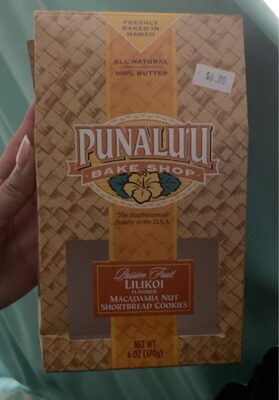 FRESHLY
BAKED IN
HAWAII
ALL NATURAL
100% BUTTER
$6.00
PUNALU'U
• BAKE SHOP •
The Southernmost
Bakery in the U.S.A.
Passion Fruit
LILIKOI
FLAVORED
MACADAMIA NUT
SHORTBREAD COOKIES
NET WT
6 OZ (170g)